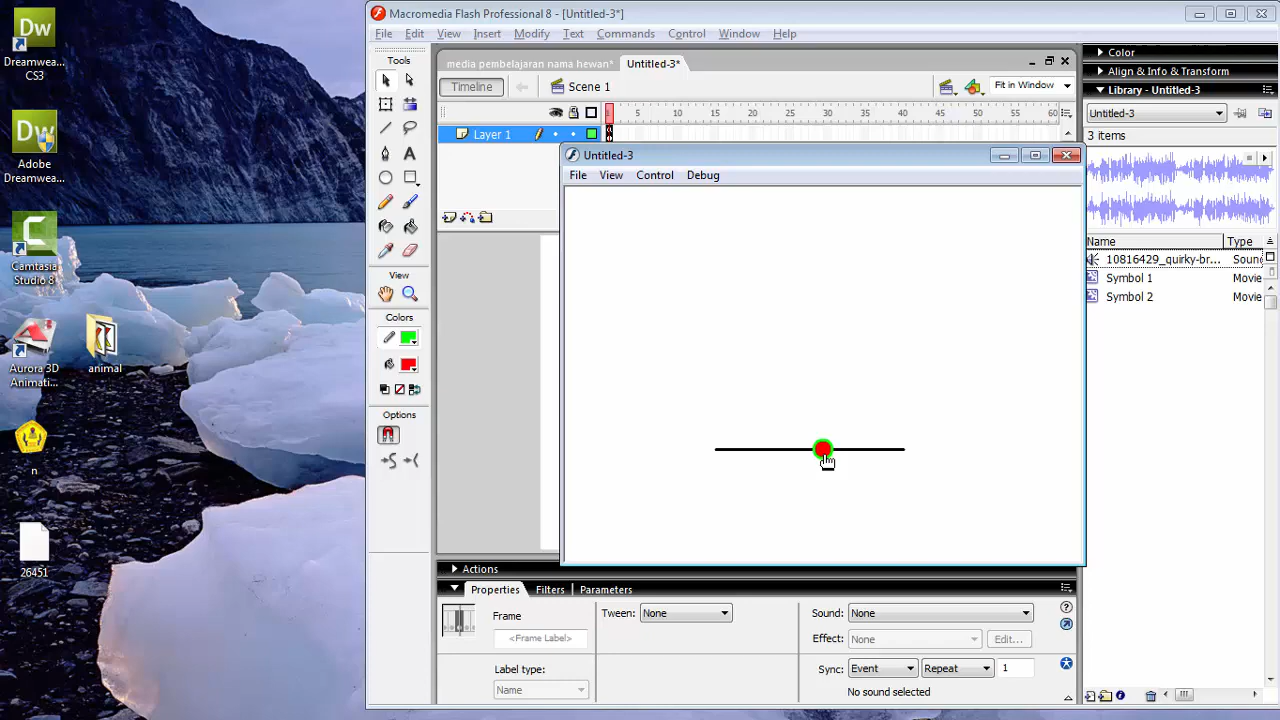 Dreamwea...
CS3
Adobe
Dreamwea...
Camtasia
Studio 8
Aurora 3D
Animati...
animal
n
26451
Macromedia Flash Professional 8 - [Untitled-3*]
File Edit View Insert Modify Text Commands Control Window Help
Tools
View
Colors
Options
media pembelajaran nama hewan* Untitled-3*
Timeline Scene 1 Fit in Window
1 5 10 15 20 25 30 35 40 45 50 55 60
Layer 1
Untitled-3
File View Control Debug
Actions
Properties Filters Parameters
Frame
<Frame Label>
Label type:
Name
Tween: None
Sound: None
Effect: None Edit...
Sync: Event Repeat 1
No sound selected
Color
Align & Info & Transform
Library - Untitled-3
Untitled-3
3 items
Name Type
10816429_quirky-br... Soun
Symbol 1 Movie
Symbol 2 Movie